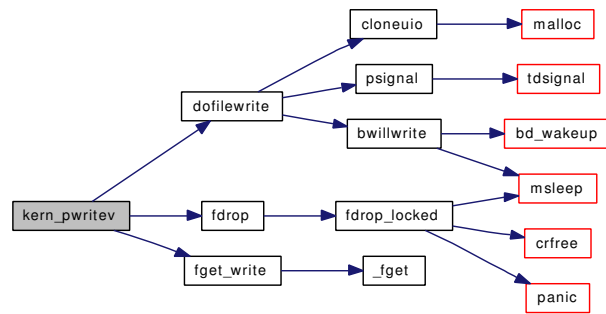 cloneuio
malloc
psignal
tdsignal
dofilewrite
bwillwrite
bd_wakeup
msleep
kern_pwritev
fdrop
fdrop_locked
crfree
fget_write
_fget
panic